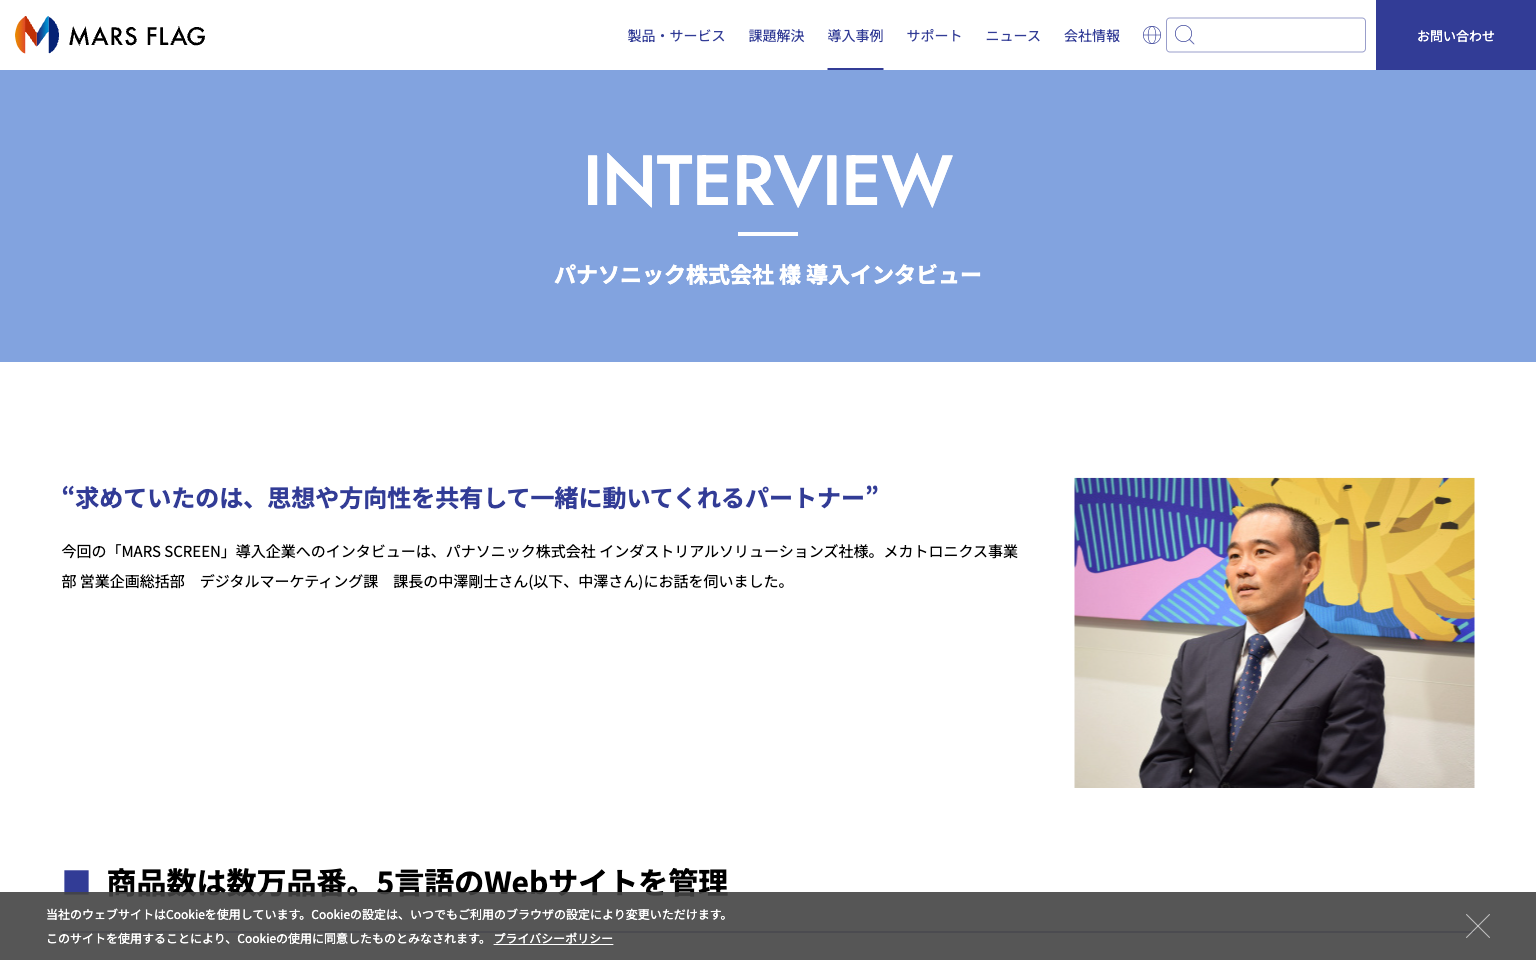 MARS FLAG
製品・サービス 課題解決 導入事例 サポート ニュース 会社情報 お問い合わせ
INTERVIEW
パナソニック株式会社 様 導入インタビュー
“求めていたのは、思想や方向性を共有して一緒に動いてくれるパートナー”
今回の「MARS SCREEN」導入企業へのインタビューは、パナソニック株式会社 インダストリアルソリューションズ社様。メカトロニクス事業
部 営業企画総括部　デジタルマーケティング課　課長の中澤剛士さん(以下、中澤さん)にお話を伺いました。
■ 商品数は数万品番。5言語のWebサイトを管理
当社のウェブサイトはCookieを使用しています。Cookieの設定は、いつでもご利用のブラウザの設定により変更いただけます。
このサイトを使用することにより、Cookieの使用に同意したものとみなされます。 プライバシーポリシー